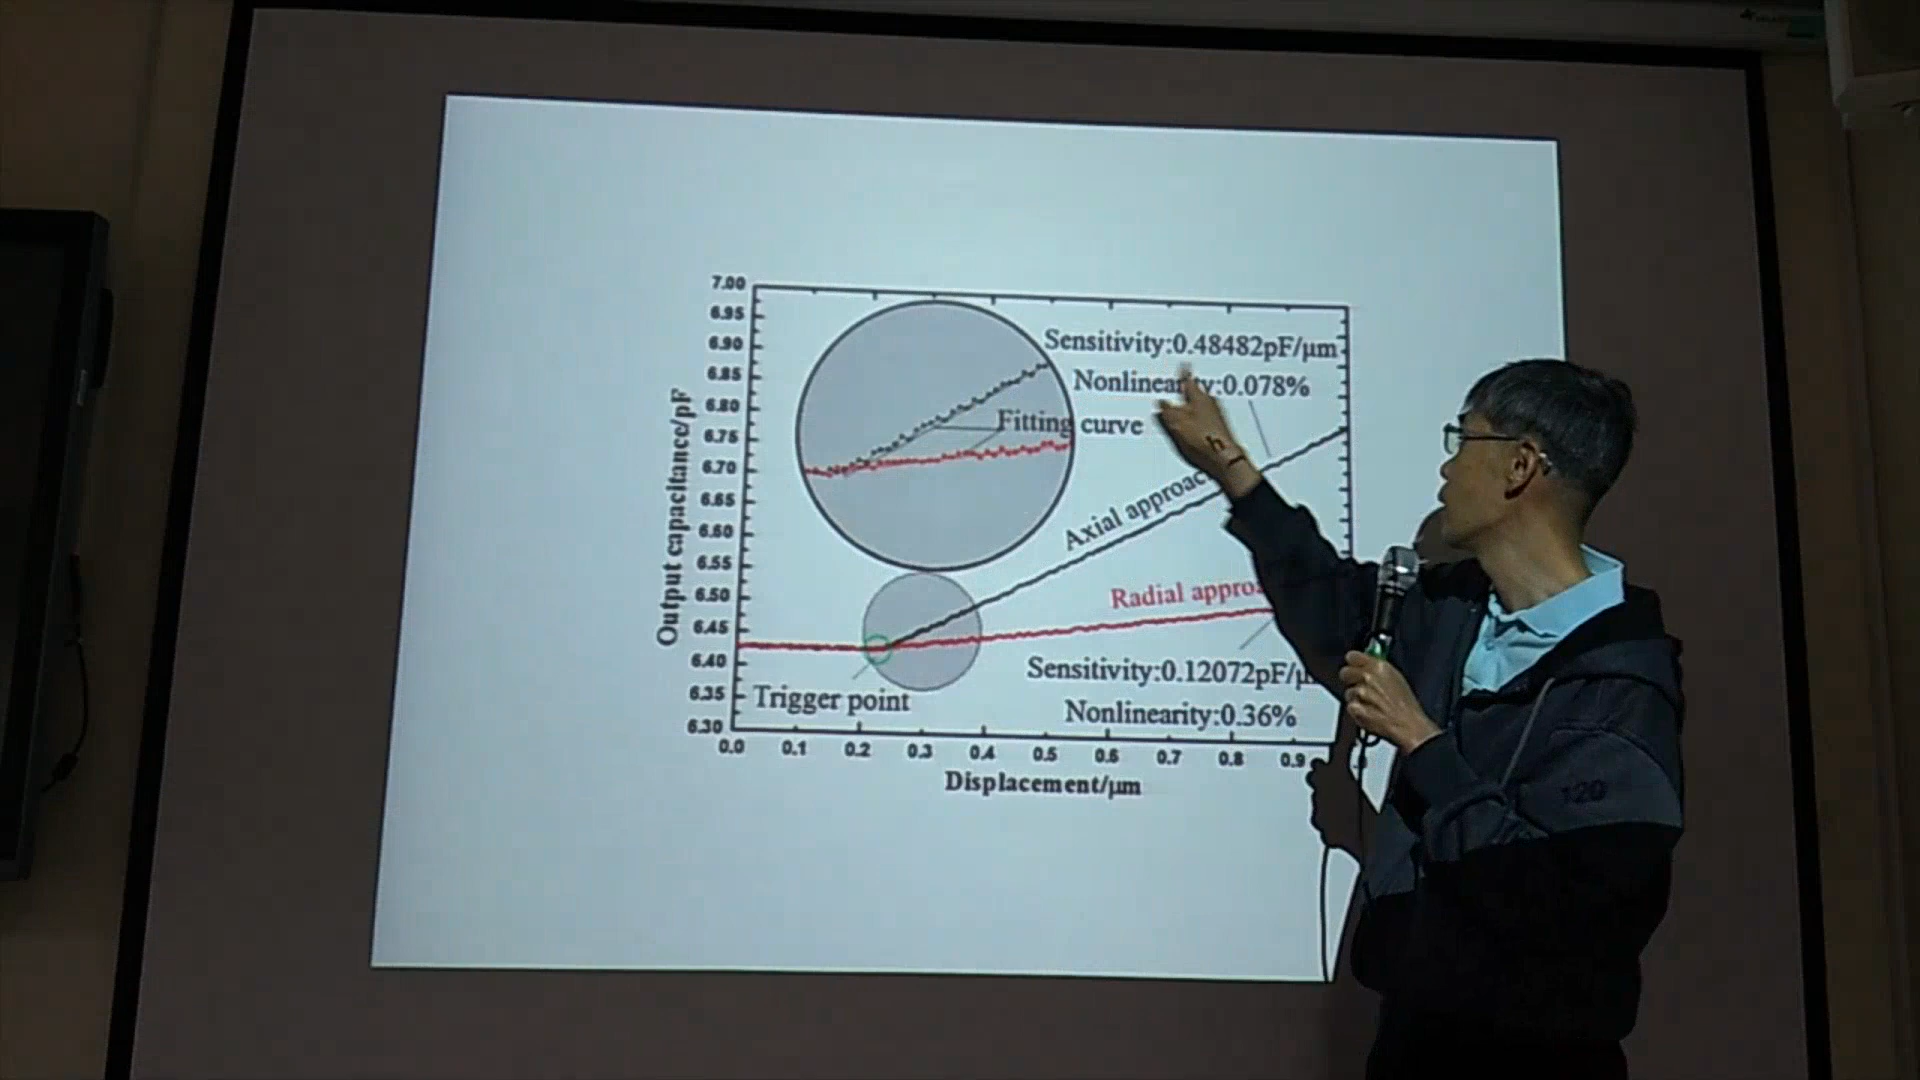 7.00
6.95
6.90
6.85
6.80
6.75
6.70
6.65
6.60
6.55
6.50
6.45
6.40
6.35
6.30
Output capacitance/pF
Sensitivity:0.48482pF/μm
Nonlinearity:0.078%
Fitting curve
Axial approac
Radial appro
Sensitivity:0.12072pF/μ
Nonlinearity:0.36%
Trigger point
0.0 0.1 0.2 0.3 0.4 0.5 0.6 0.7 0.8 0.9
Displacement/μm
120